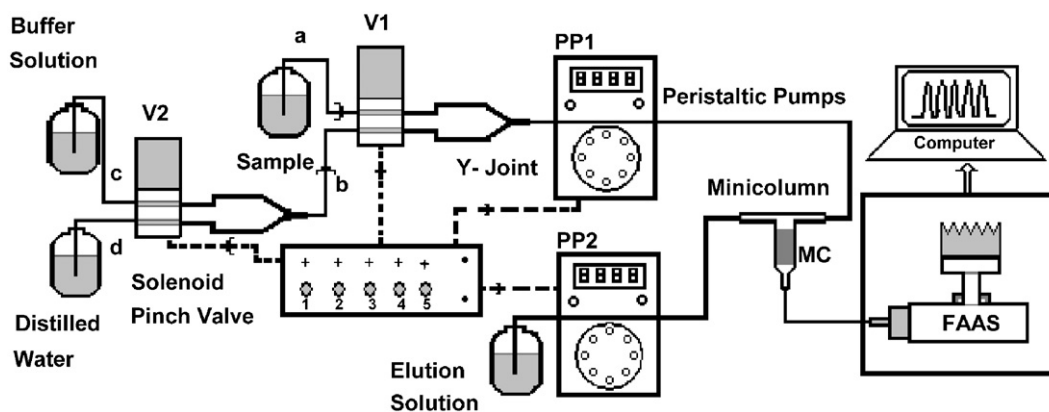 Buffer
Solution
V2
a
V1
PP1
Peristaltic Pumps
Computer
Sample
b
Y- Joint
c
d
Minicolumn
MC
PP2
Solenoid
Pinch Valve
+ + + + +
1 2 3 4 5
Distilled
Water
FAAS
Elution
Solution